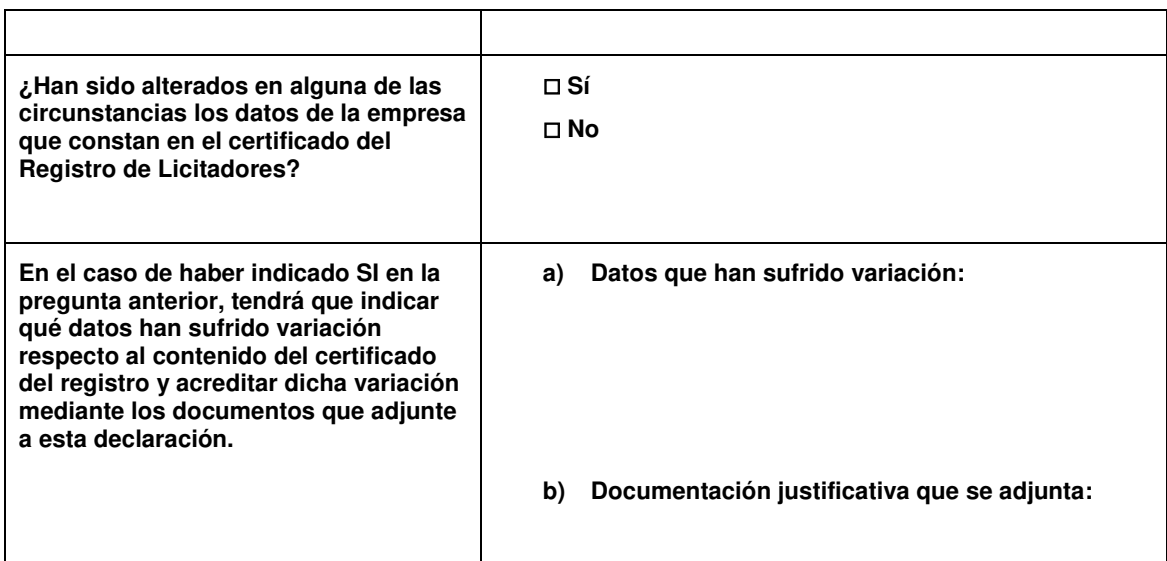 ¿Han sido alterados en alguna de las
circunstancias los datos de la empresa
que constan en el certificado del
Registro de Licitadores?
☐ Sí
☐ No
En el caso de haber indicado SI en la
pregunta anterior, tendrá que indicar
qué datos han sufrido variación
respecto al contenido del certificado
del registro y acreditar dicha variación
mediante los documentos que adjunte
a esta declaración.
a) Datos que han sufrido variación:
b) Documentación justificativa que se adjunta: